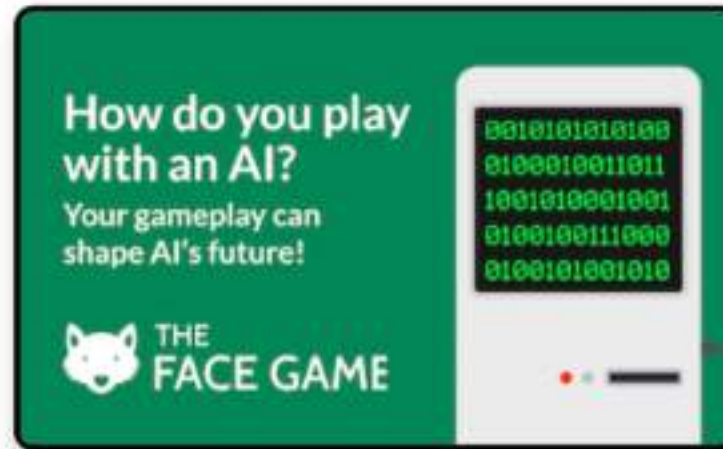 How do you play
with an AI?
Your gameplay can
shape AI's future!
THE
FACE GAME
0010101010100
0100010011011
1001010001001
0100100111000
0100101001010